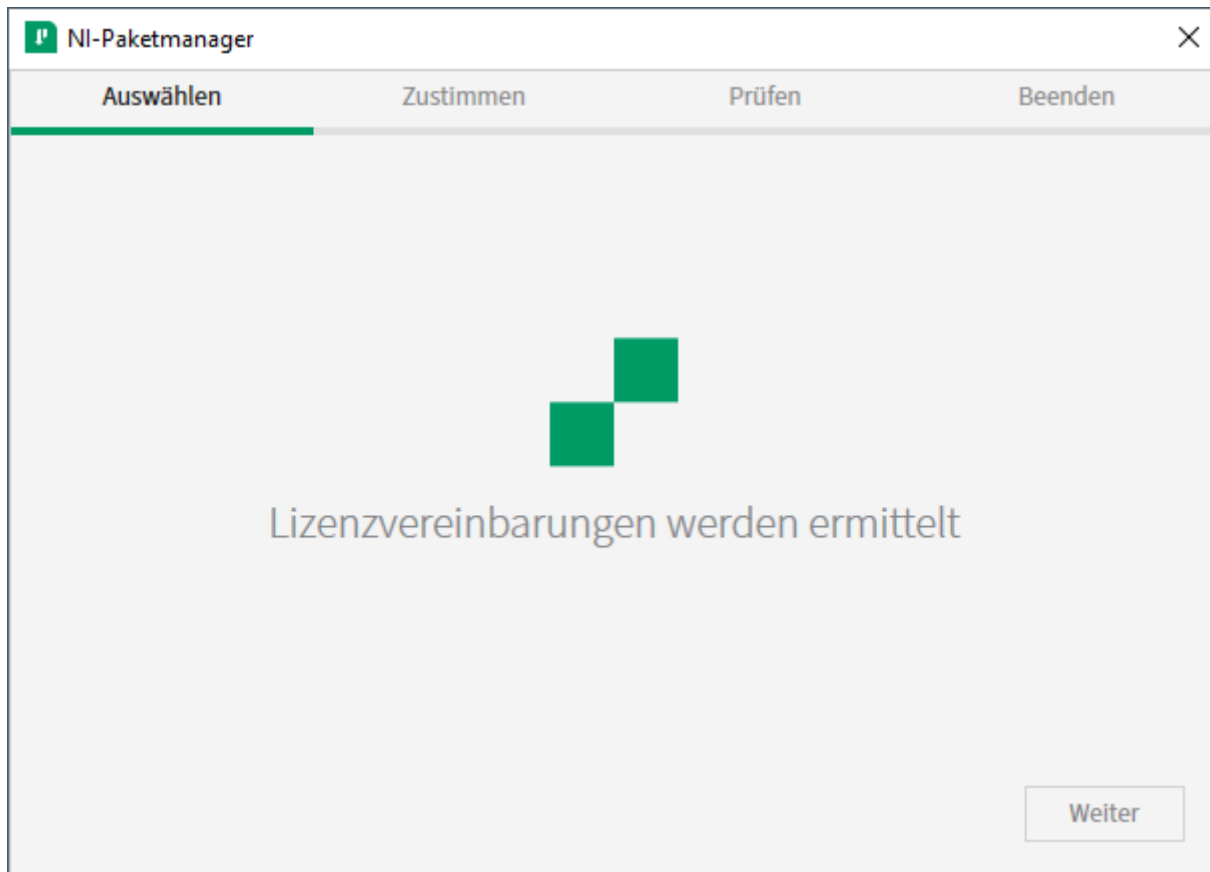 NI-Paketmanager
Auswählen Zustimmen Prüfen Beenden
Lizenzvereinbarungen werden ermittelt
Weiter